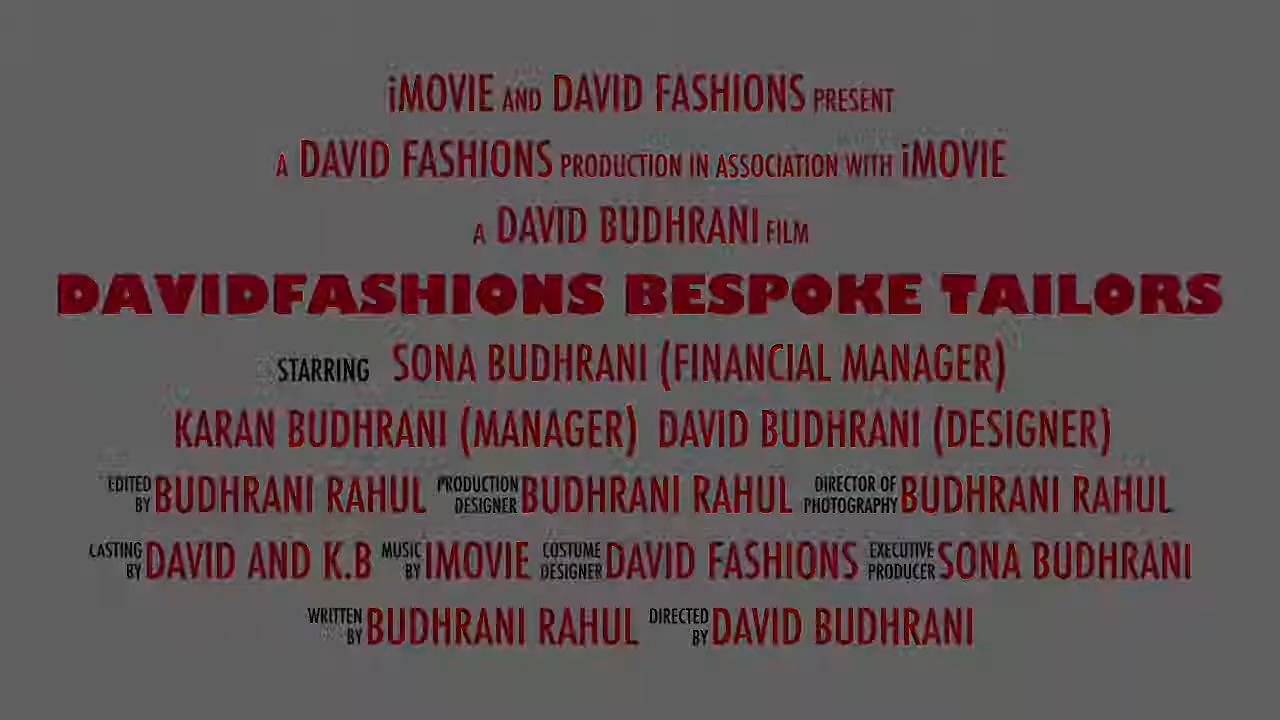 iMOVIE AND DAVID FASHIONS PRESENT
A DAVID FASHIONS PRODUCTION IN ASSOCIATION WITH iMOVIE
A DAVID BUDHRANI FILM
DAVIDFASHIONS BESPOKE TAILORS
STARRING SONA BUDHRANI (FINANCIAL MANAGER)
KARAN BUDHRANI (MANAGER) DAVID BUDHRANI (DESIGNER)
EDITED BY BUDHRANI RAHUL PRODUCTION DESIGNER BUDHRANI RAHUL DIRECTOR OF PHOTOGRAPHY BUDHRANI RAHUL
CASTING BY DAVID AND K.B MUSIC BY IMOVIE COSTUME DESIGNER DAVID FASHIONS EXECUTIVE PRODUCER SONA BUDHRANI
WRITTEN BY BUDHRANI RAHUL DIRECTED BY DAVID BUDHRANI